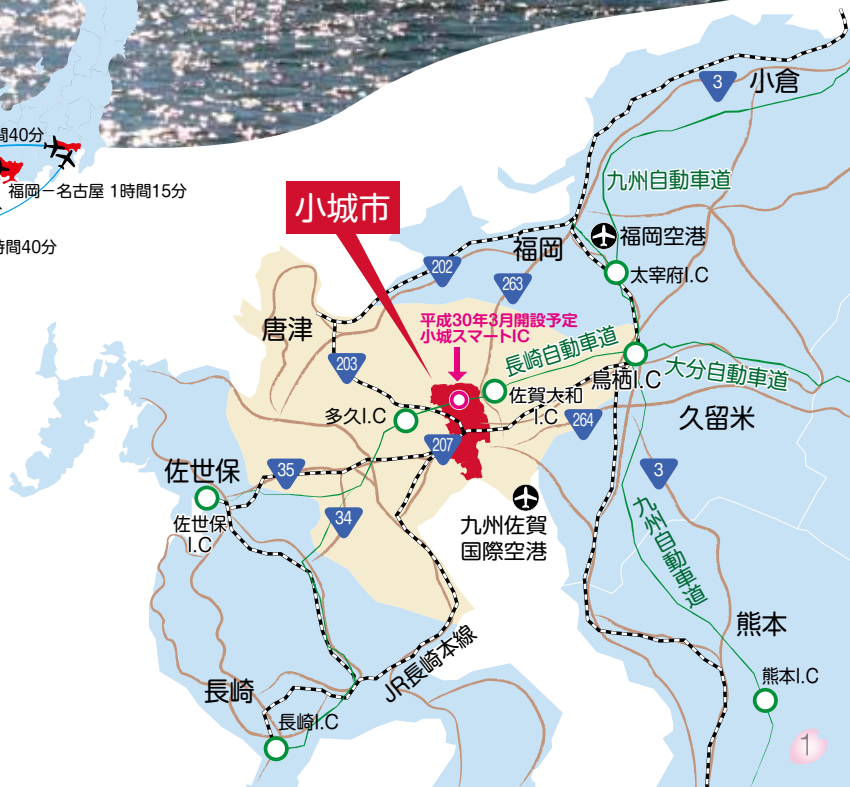 間40分
福岡－名古屋 1時間15分
時間40分
小城市
3
小倉
九州自動車道
福岡空港
福岡
太宰府I.C
202
263
唐津
平成30年3月開設予定
小城スマートIC
長崎自動車道
203
鳥栖I.C
大分自動車道
佐賀大和
I.C
多久I.C
264
久留米
207
佐世保
35
3
佐世保
I.C
34
九州佐賀
国際空港
九州自動車道
熊本
JR長崎本線
熊本I.C
長崎
長崎I.C
1